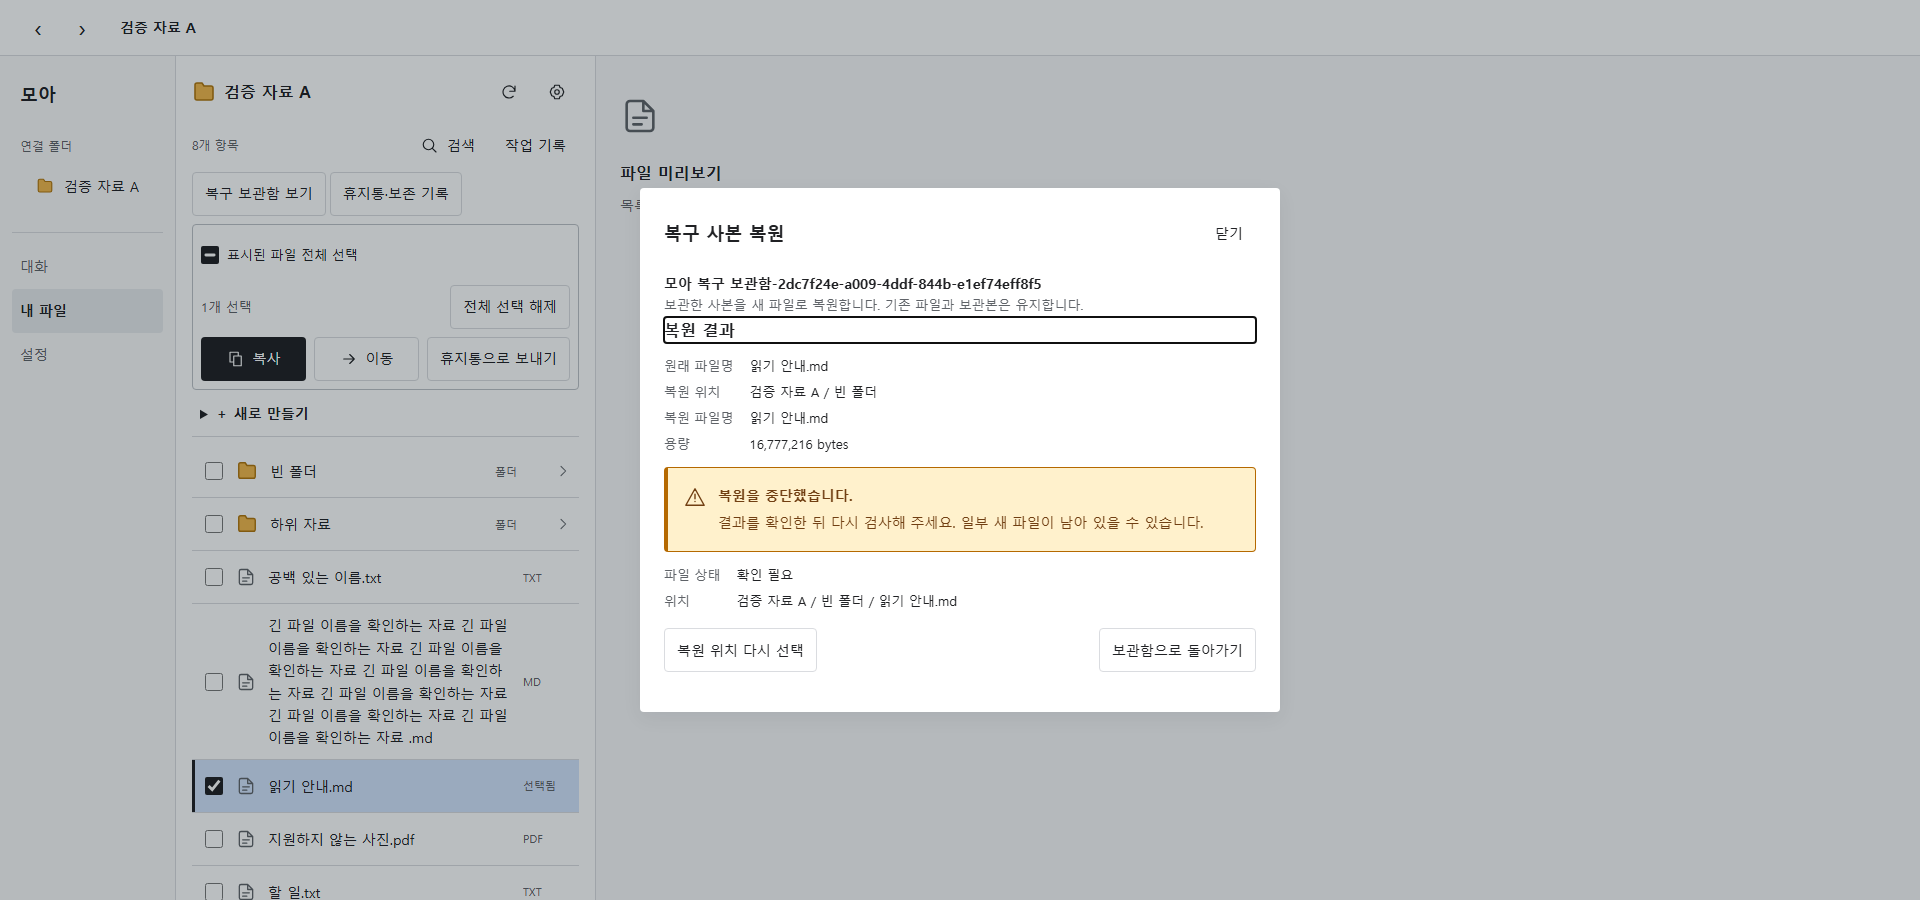 검증 자료 A
모아
연결 폴더
검증 자료 A
대화
내 파일
설정
검증 자료 A
8개 항목
검색
작업 기록
복구 보관함 보기
휴지통·보존 기록
표시된 파일 전체 선택
1개 선택
전체 선택 해제
복사
이동
휴지통으로 보내기
+ 새로 만들기
빈 폴더
폴더
하위 자료
폴더
공백 있는 이름.txt
TXT
긴 파일 이름을 확인하는 자료 긴 파일
이름을 확인하는 자료 긴 파일 이름을
확인하는 자료 긴 파일 이름을 확인하
는 자료 긴 파일 이름을 확인하는 자료
긴 파일 이름을 확인하는 자료 긴 파일
이름을 확인하는 자료 .md
MD
읽기 안내.md
선택됨
지원하지 않는 사진.pdf
PDF
할 일.txt
TXT
파일 미리보기
복구 사본 복원
닫기
모아 복구 보관함-2dc7f24e-a009-4ddf-844b-e1ef74eff8f5
보관한 사본을 새 파일로 복원합니다. 기존 파일과 보관본은 유지합니다.
복원 결과
원래 파일명 읽기 안내.md
복원 위치 검증 자료 A / 빈 폴더
복원 파일명 읽기 안내.md
용량 16,777,216 bytes
복원을 중단했습니다.
결과를 확인한 뒤 다시 검사해 주세요. 일부 새 파일이 남아 있을 수 있습니다.
파일 상태 확인 필요
위치 검증 자료 A / 빈 폴더 / 읽기 안내.md
복원 위치 다시 선택
보관함으로 돌아가기